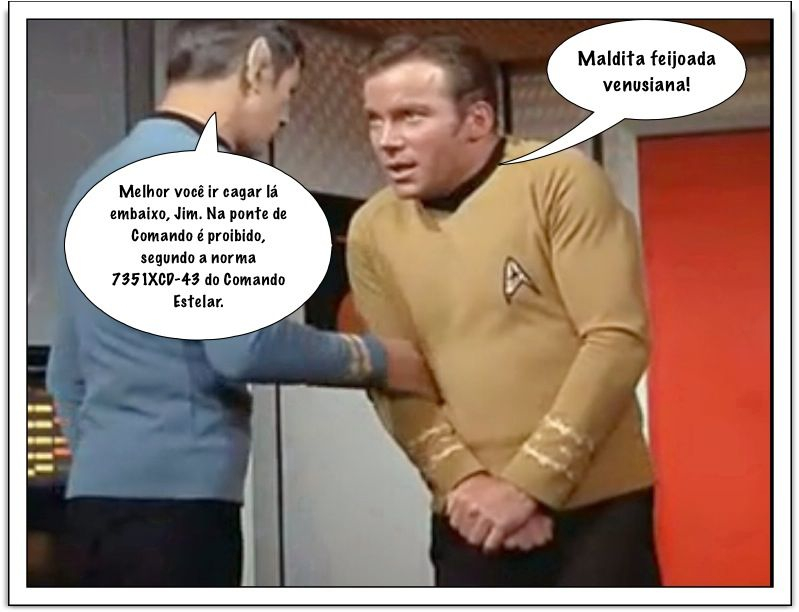 Maldita feijoada
venusiana!
Melhor você ir cagar lá
embaixo, Jim. Na ponte de
Comando é proibido,
segundo a norma
7351XCD-43 do Comando
Estelar.